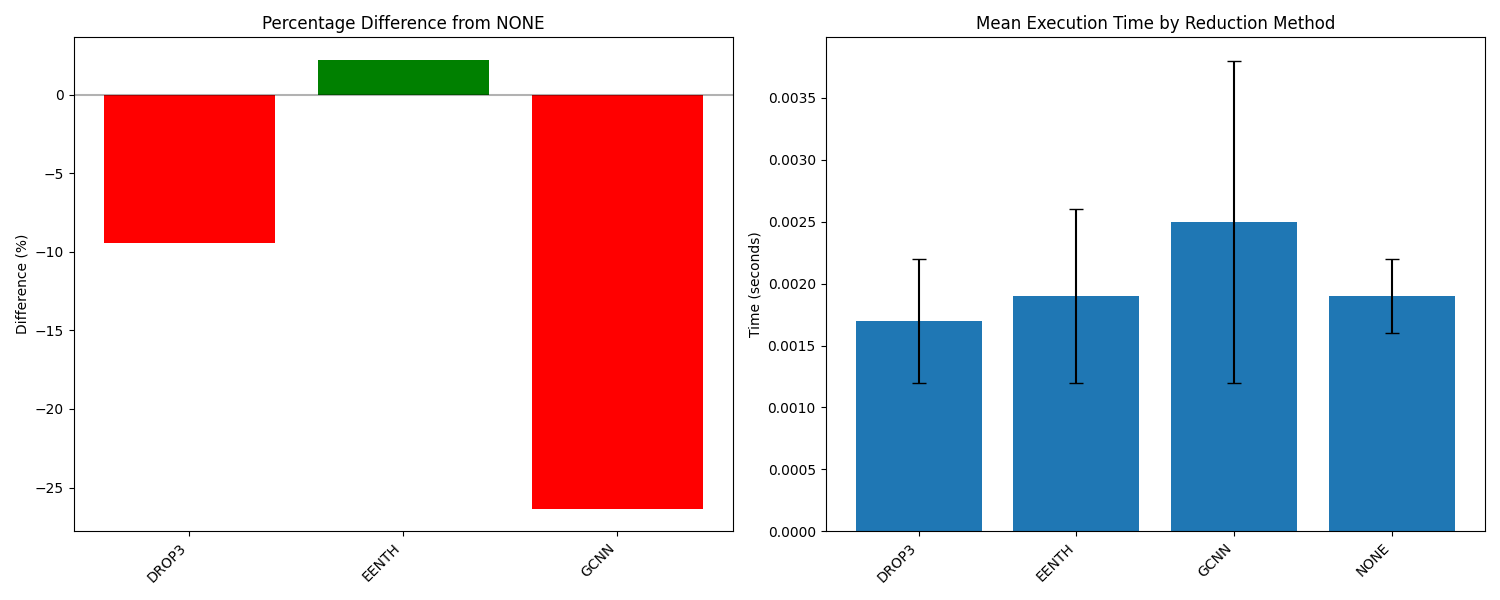 Percentage Difference from NONE
Difference (%)
0
−5
−10
−15
−20
−25
DROP3
EENTH
GCNN
Mean Execution Time by Reduction Method
Time (seconds)
0.0035
0.0030
0.0025
0.0020
0.0015
0.0010
0.0005
0.0000
DROP3
EENTH
GCNN
NONE